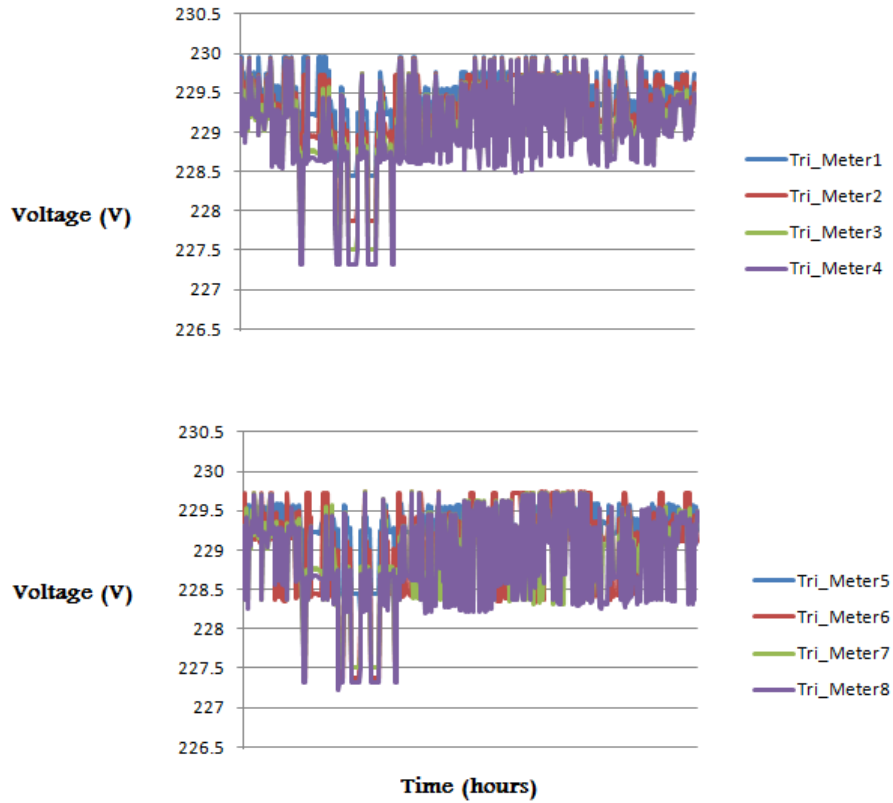 230.5
230
229.5
229
228.5
228
227.5
227
226.5
Voltage (V)
Tri_Meter1
Tri_Meter2
Tri_Meter3
Tri_Meter4
230.5
230
229.5
229
228.5
228
227.5
227
226.5
Voltage (V)
Tri_Meter5
Tri_Meter6
Tri_Meter7
Tri_Meter8
Time (hours)